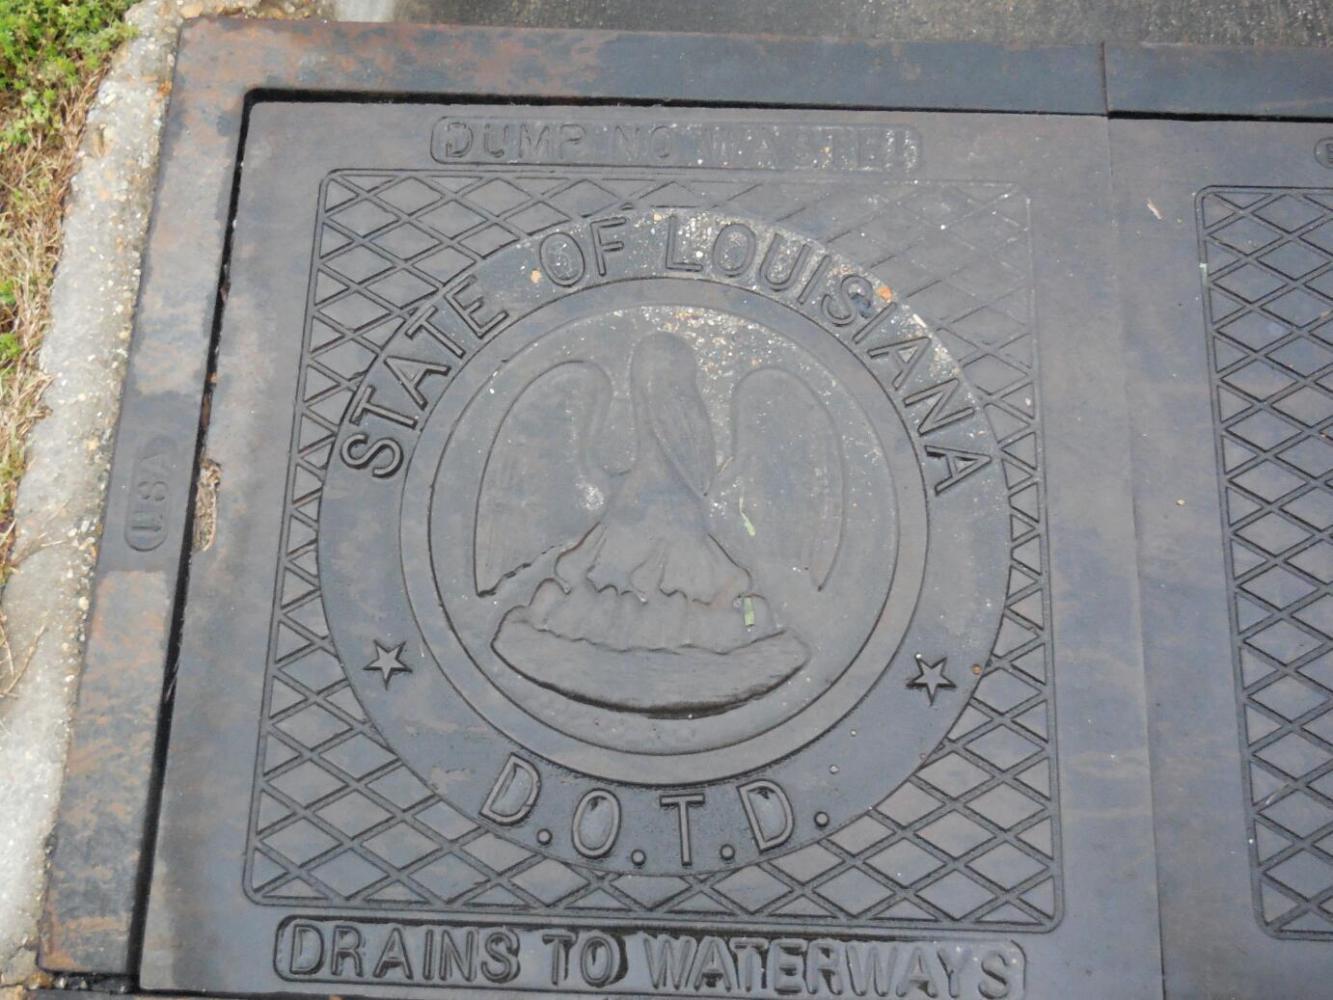 DUMP NO WASTE!
STATE OF LOUISIANA
D.O.T.D.
DRAINS TO WATERWAYS
USA